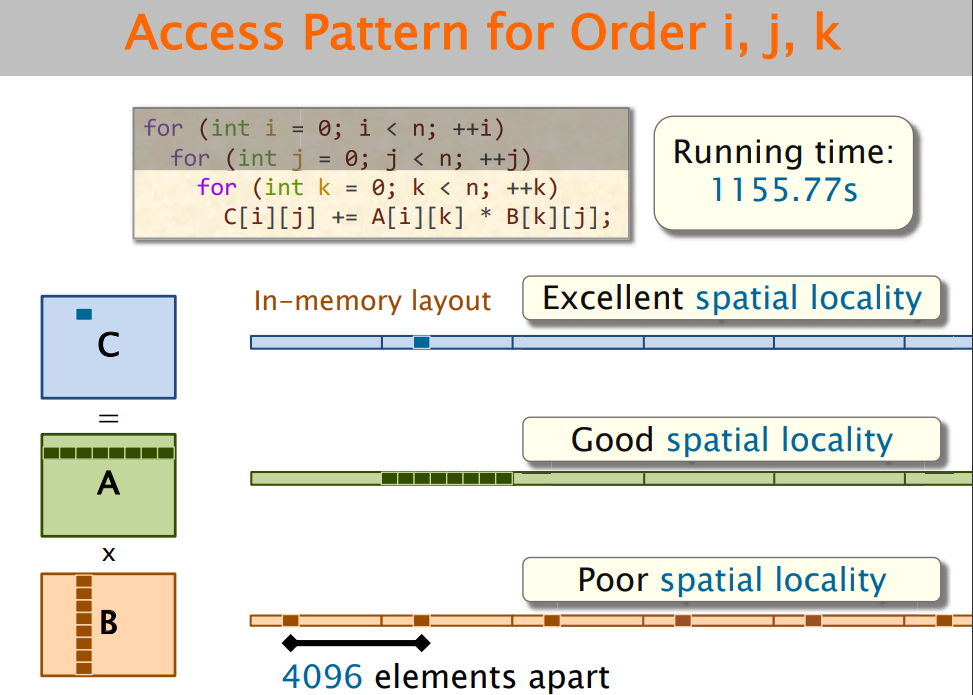 Access Pattern for Order i, j, k
for (int i = 0; i < n; ++i)
for (int j = 0; j < n; ++j)
for (int k = 0; k < n; ++k)
C[i][j] += A[i][k] * B[k][j];
Running time:
1155.77s
In-memory layout
Excellent spatial locality
C
=
Good spatial locality
A
x
Poor spatial locality
B
4096 elements apart